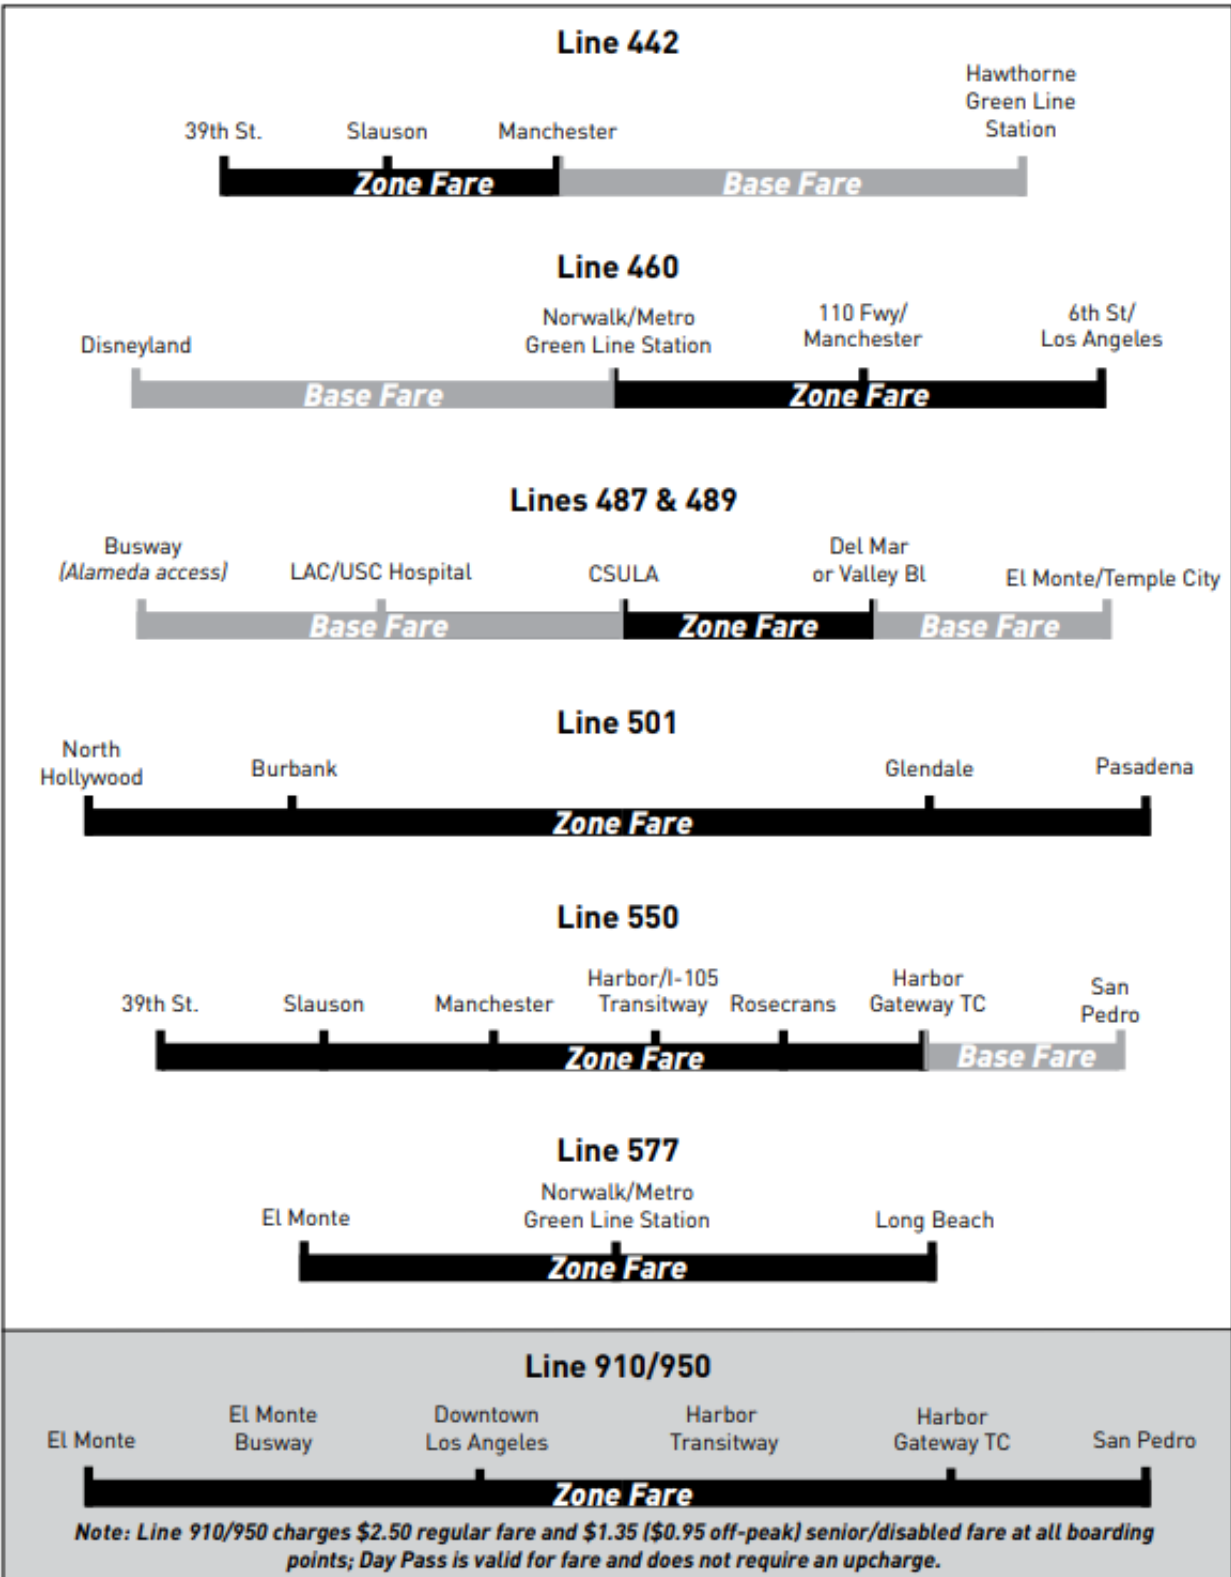 Line 442
Hawthorne
Green Line
Station
39th St.
Slauson
Manchester
Zone Fare
Base Fare
Line 460
Disneyland
Norwalk/Metro
Green Line Station
110 Fwy/
Manchester
6th St/
Los Angeles
Base Fare
Zone Fare
Lines 487 & 489
Busway
(Alameda access)
LAC/USC Hospital
CSULA
Del Mar
or Valley Bl
El Monte/Temple City
Base Fare
Zone Fare
Base Fare
Line 501
North
Hollywood
Burbank
Glendale
Pasadena
Zone Fare
Line 550
39th St.
Slauson
Manchester
Harbor/I-105
Transitway
Rosecrans
Harbor
Gateway TC
San
Pedro
Zone Fare
Base Fare
Line 577
El Monte
Norwalk/Metro
Green Line Station
Long Beach
Zone Fare
Line 910/950
El Monte
El Monte
Busway
Downtown
Los Angeles
Harbor
Transitway
Harbor
Gateway TC
San Pedro
Zone Fare
Note: Line 910/950 charges $2.50 regular fare and $1.35 ($0.95 off-peak) senior/disabled fare at all boarding
points; Day Pass is valid for fare and does not require an upcharge.